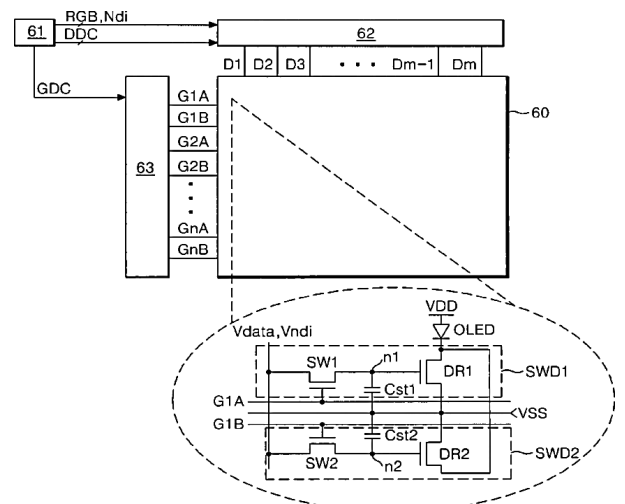 61
RGB,Ndi
DDC
62
GDC
D1 D2 D3 • • • Dm-1 Dm
63
G1A
G1B
G2A
G2B
GnA
GnB
60
VDD
OLED
Vdata,Vndi
SW1
n1
DR1
SWD1
Cst1
G1A
VSS
G1B
Cst2
SW2
n2
DR2
SWD2